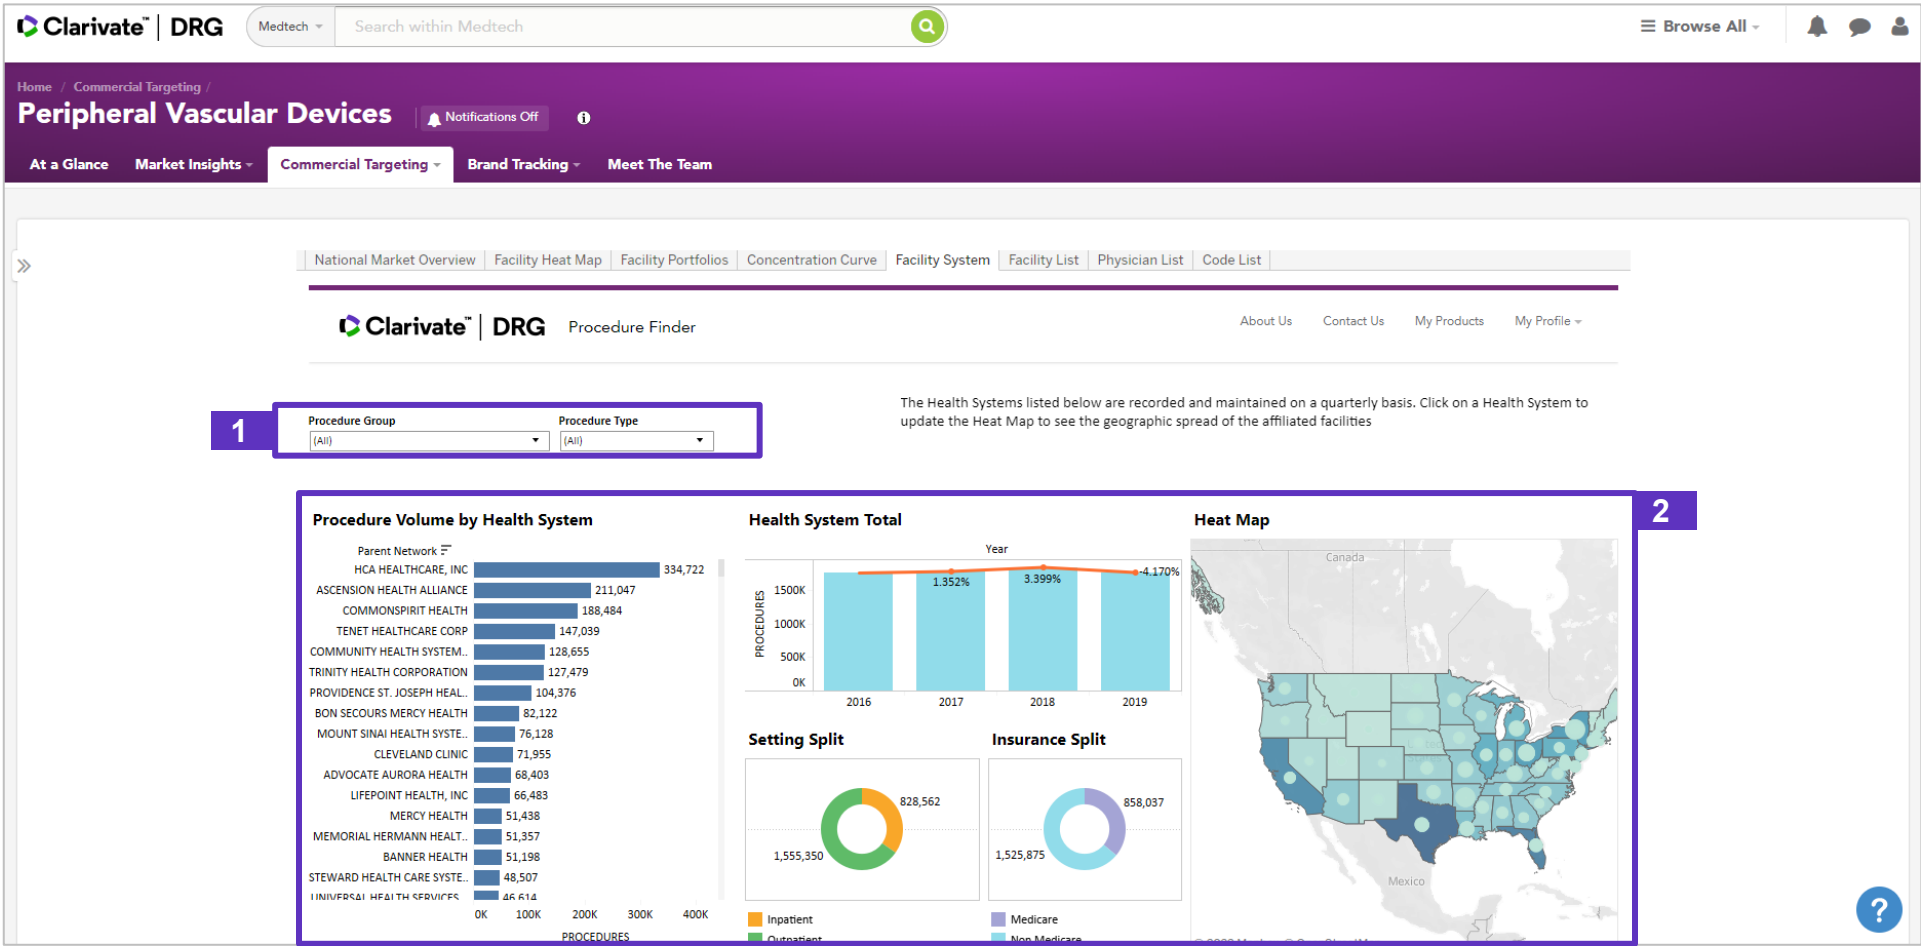 Clarivate™ | DRG
Medtech
Search within Medtech
Browse All
Home / Commercial Targeting /
Peripheral Vascular Devices
Notifications Off
At a Glance
Market Insights
Commercial Targeting
Brand Tracking
Meet The Team
National Market Overview
Facility Heat Map
Facility Portfolios
Concentration Curve
Facility System
Facility List
Physician List
Code List
Clarivate™ | DRG
Procedure Finder
About Us
Contact Us
My Products
My Profile
1
Procedure Group
(All)
Procedure Type
(All)
The Health Systems listed below are recorded and maintained on a quarterly basis. Click on a Health System to
update the Heat Map to see the geographic spread of the affiliated facilities
2
Procedure Volume by Health System
Parent Network
HCA HEALTHCARE, INC 334,722
ASCENSION HEALTH ALLIANCE 211,047
COMMONSPIRIT HEALTH 188,484
TENET HEALTHCARE CORP 147,039
COMMUNITY HEALTH SYSTEM.. 128,655
TRINITY HEALTH CORPORATION 127,479
PROVIDENCE ST. JOSEPH HEAL.. 104,376
BON SECOURS MERCY HEALTH 82,122
MOUNT SINAI HEALTH SYSTE.. 76,128
CLEVELAND CLINIC 71,955
ADVOCATE AURORA HEALTH 68,403
LIFEPOINT HEALTH, INC 66,483
MERCY HEALTH 51,438
MEMORIAL HERMANN HEALT.. 51,357
BANNER HEALTH 51,198
STEWARD HEALTH CARE SYSTE.. 48,507
UNIVERSAL HEALTH SERVICES 46,614
0K 100K 200K 300K 400K
PROCEDURES
Health System Total
Year
PROCEDURES
1500K
1000K
500K
0K
1.352%
3.399%
-4.170%
2016 2017 2018 2019
Setting Split
828,562
1,555,350
Inpatient
Outpatient
Insurance Split
858,037
1,525,875
Medicare
Non Medicare
Heat Map
Canada
Mexico
?